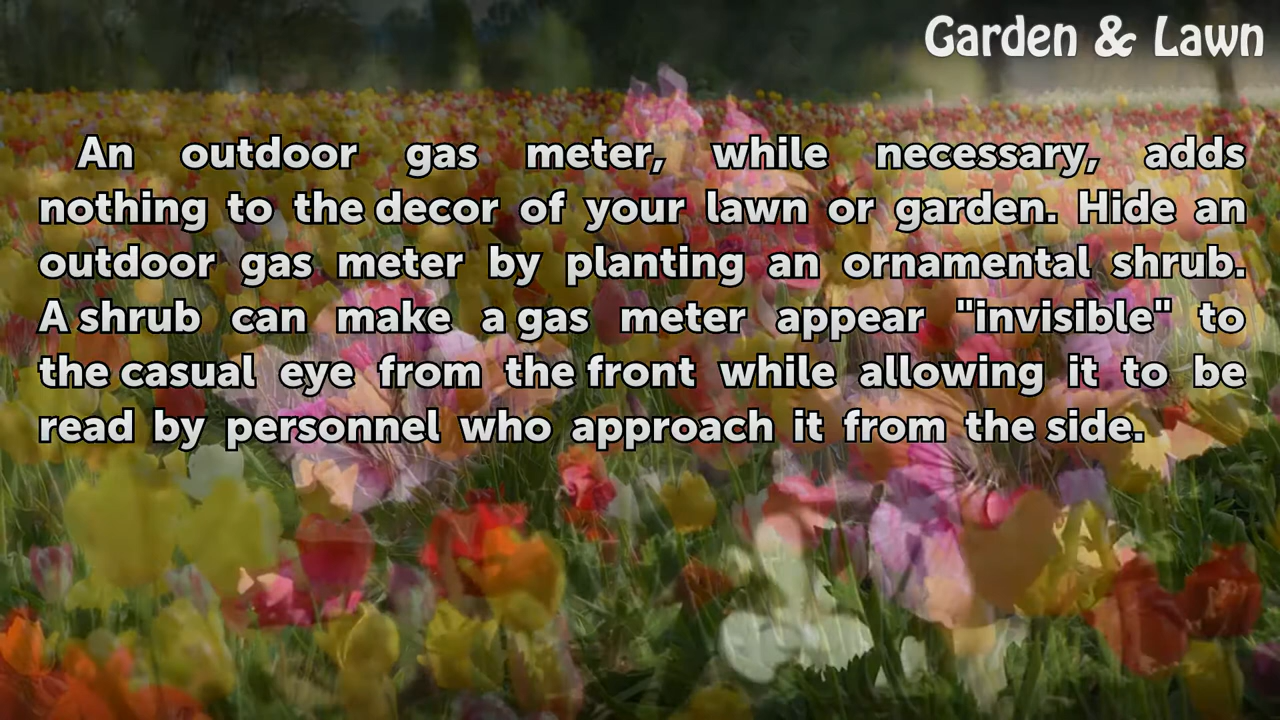 Garden & Lawn
An outdoor gas meter, while necessary, adds
nothing to the decor of your lawn or garden. Hide an
outdoor gas meter by planting an ornamental shrub.
A shrub can make a gas meter appear "invisible" to
the casual eye from the front while allowing it to be
read by personnel who approach it from the side.